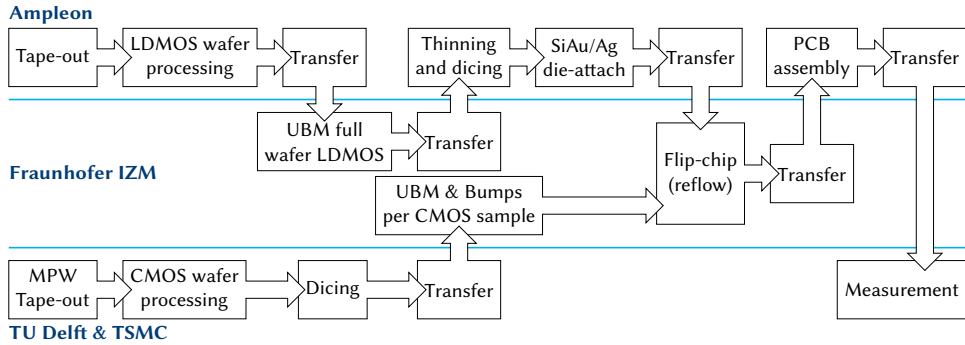 Ampleon
Tape-out
LDMOS wafer
processing
Transfer
Thinning
and dicing
SiAu/Ag
die-attach
Transfer
PCB
assembly
Transfer
UBM full
wafer LDMOS
Transfer
Fraunhofer IZM
UBM & Bumps
per CMOS sample
Flip-chip
(reflow)
Transfer
MPW
Tape-out
CMOS wafer
processing
Dicing
Transfer
Measurement
TU Delft & TSMC